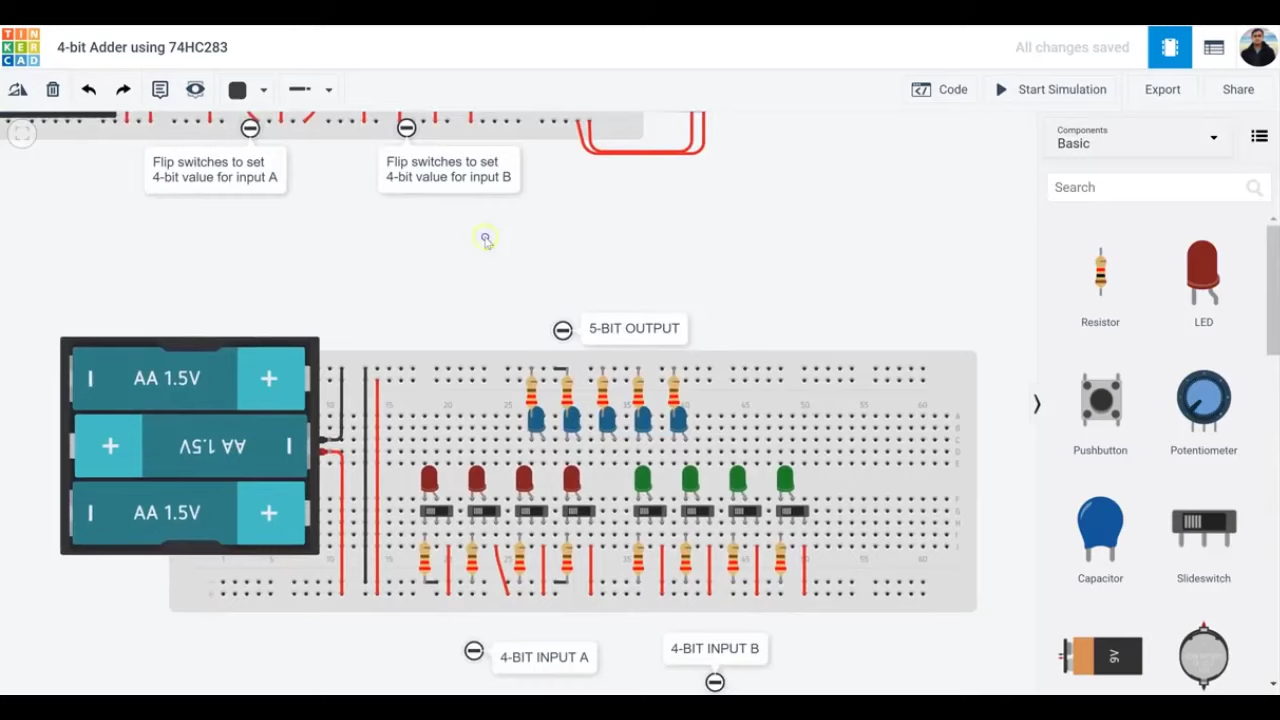 TIN
KER
CAD
4-bit Adder using 74HC283
All changes saved
Code
Start Simulation
Export
Share
Components
Basic
Search
Flip switches to set
4-bit value for input A
Flip switches to set
4-bit value for input B
5-BIT OUTPUT
AA 1.5V
AA 1.5V
AA 1.5V
4-BIT INPUT A
4-BIT INPUT B
Resistor
LED
Pushbutton
Potentiometer
Capacitor
Slideswitch
9V